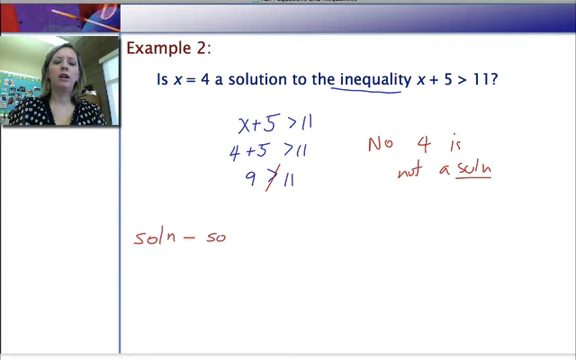 Example 2:
Is x = 4 a solution to the inequality x + 5 > 11?
x+5 >11
4+5 >11
9 > 11
No 4 is
not a soln
soln - so